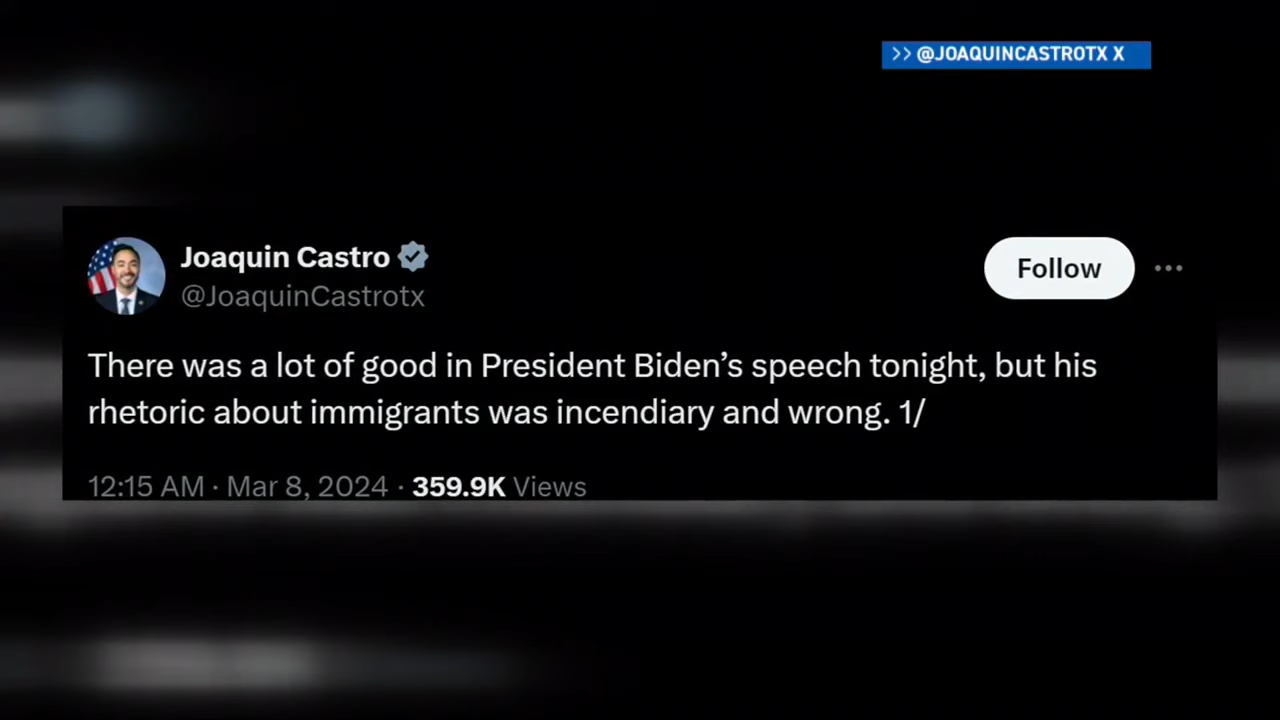 >> @JOAQUINCASTROTX X
Joaquin Castro
@JoaquinCastrotx
Follow
There was a lot of good in President Biden’s speech tonight, but his
rhetoric about immigrants was incendiary and wrong. 1/
12:15 AM · Mar 8, 2024 · 359.9K Views